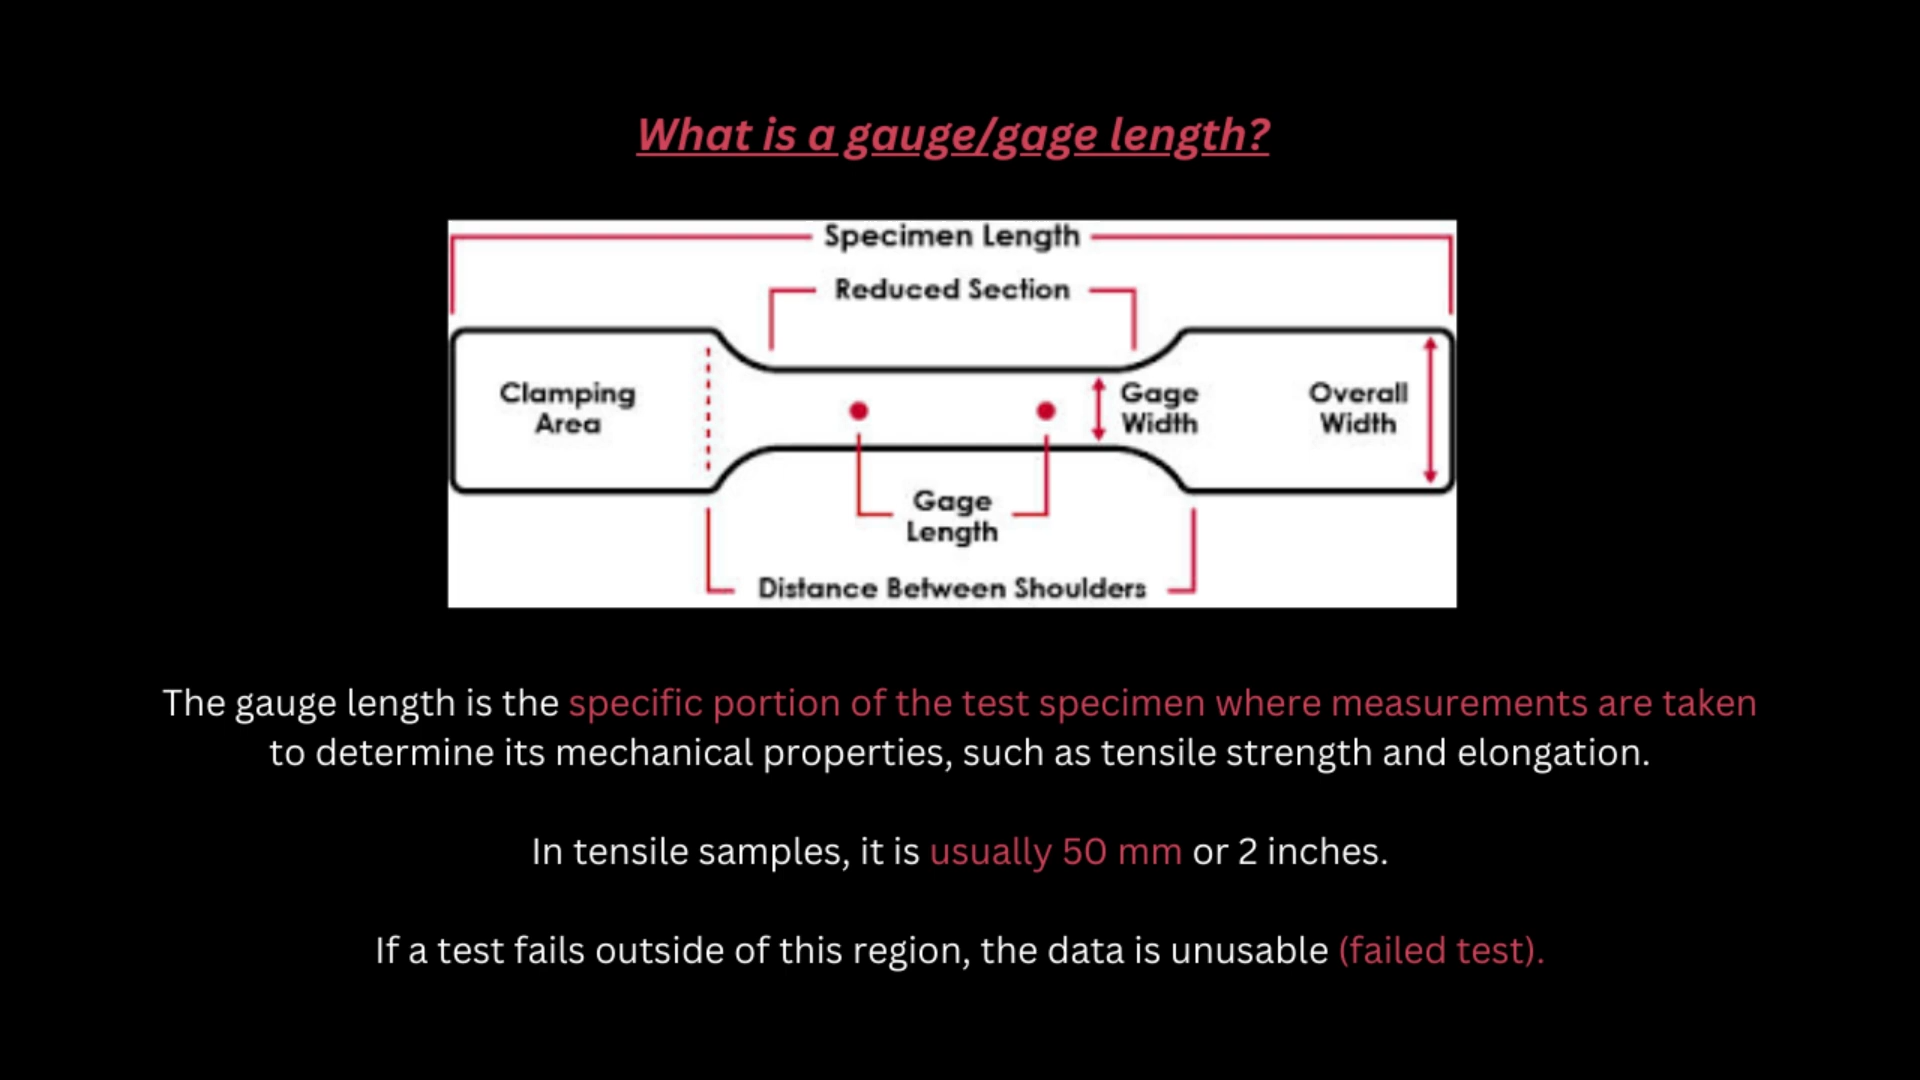 What is a gauge/gage length?
Specimen Length
Reduced Section
Clamping
Area
Gage
Width
Overall
Width
Gage
Length
Distance Between Shoulders
The gauge length is the specific portion of the test specimen where measurements are taken
to determine its mechanical properties, such as tensile strength and elongation.
In tensile samples, it is usually 50 mm or 2 inches.
If a test fails outside of this region, the data is unusable (failed test).